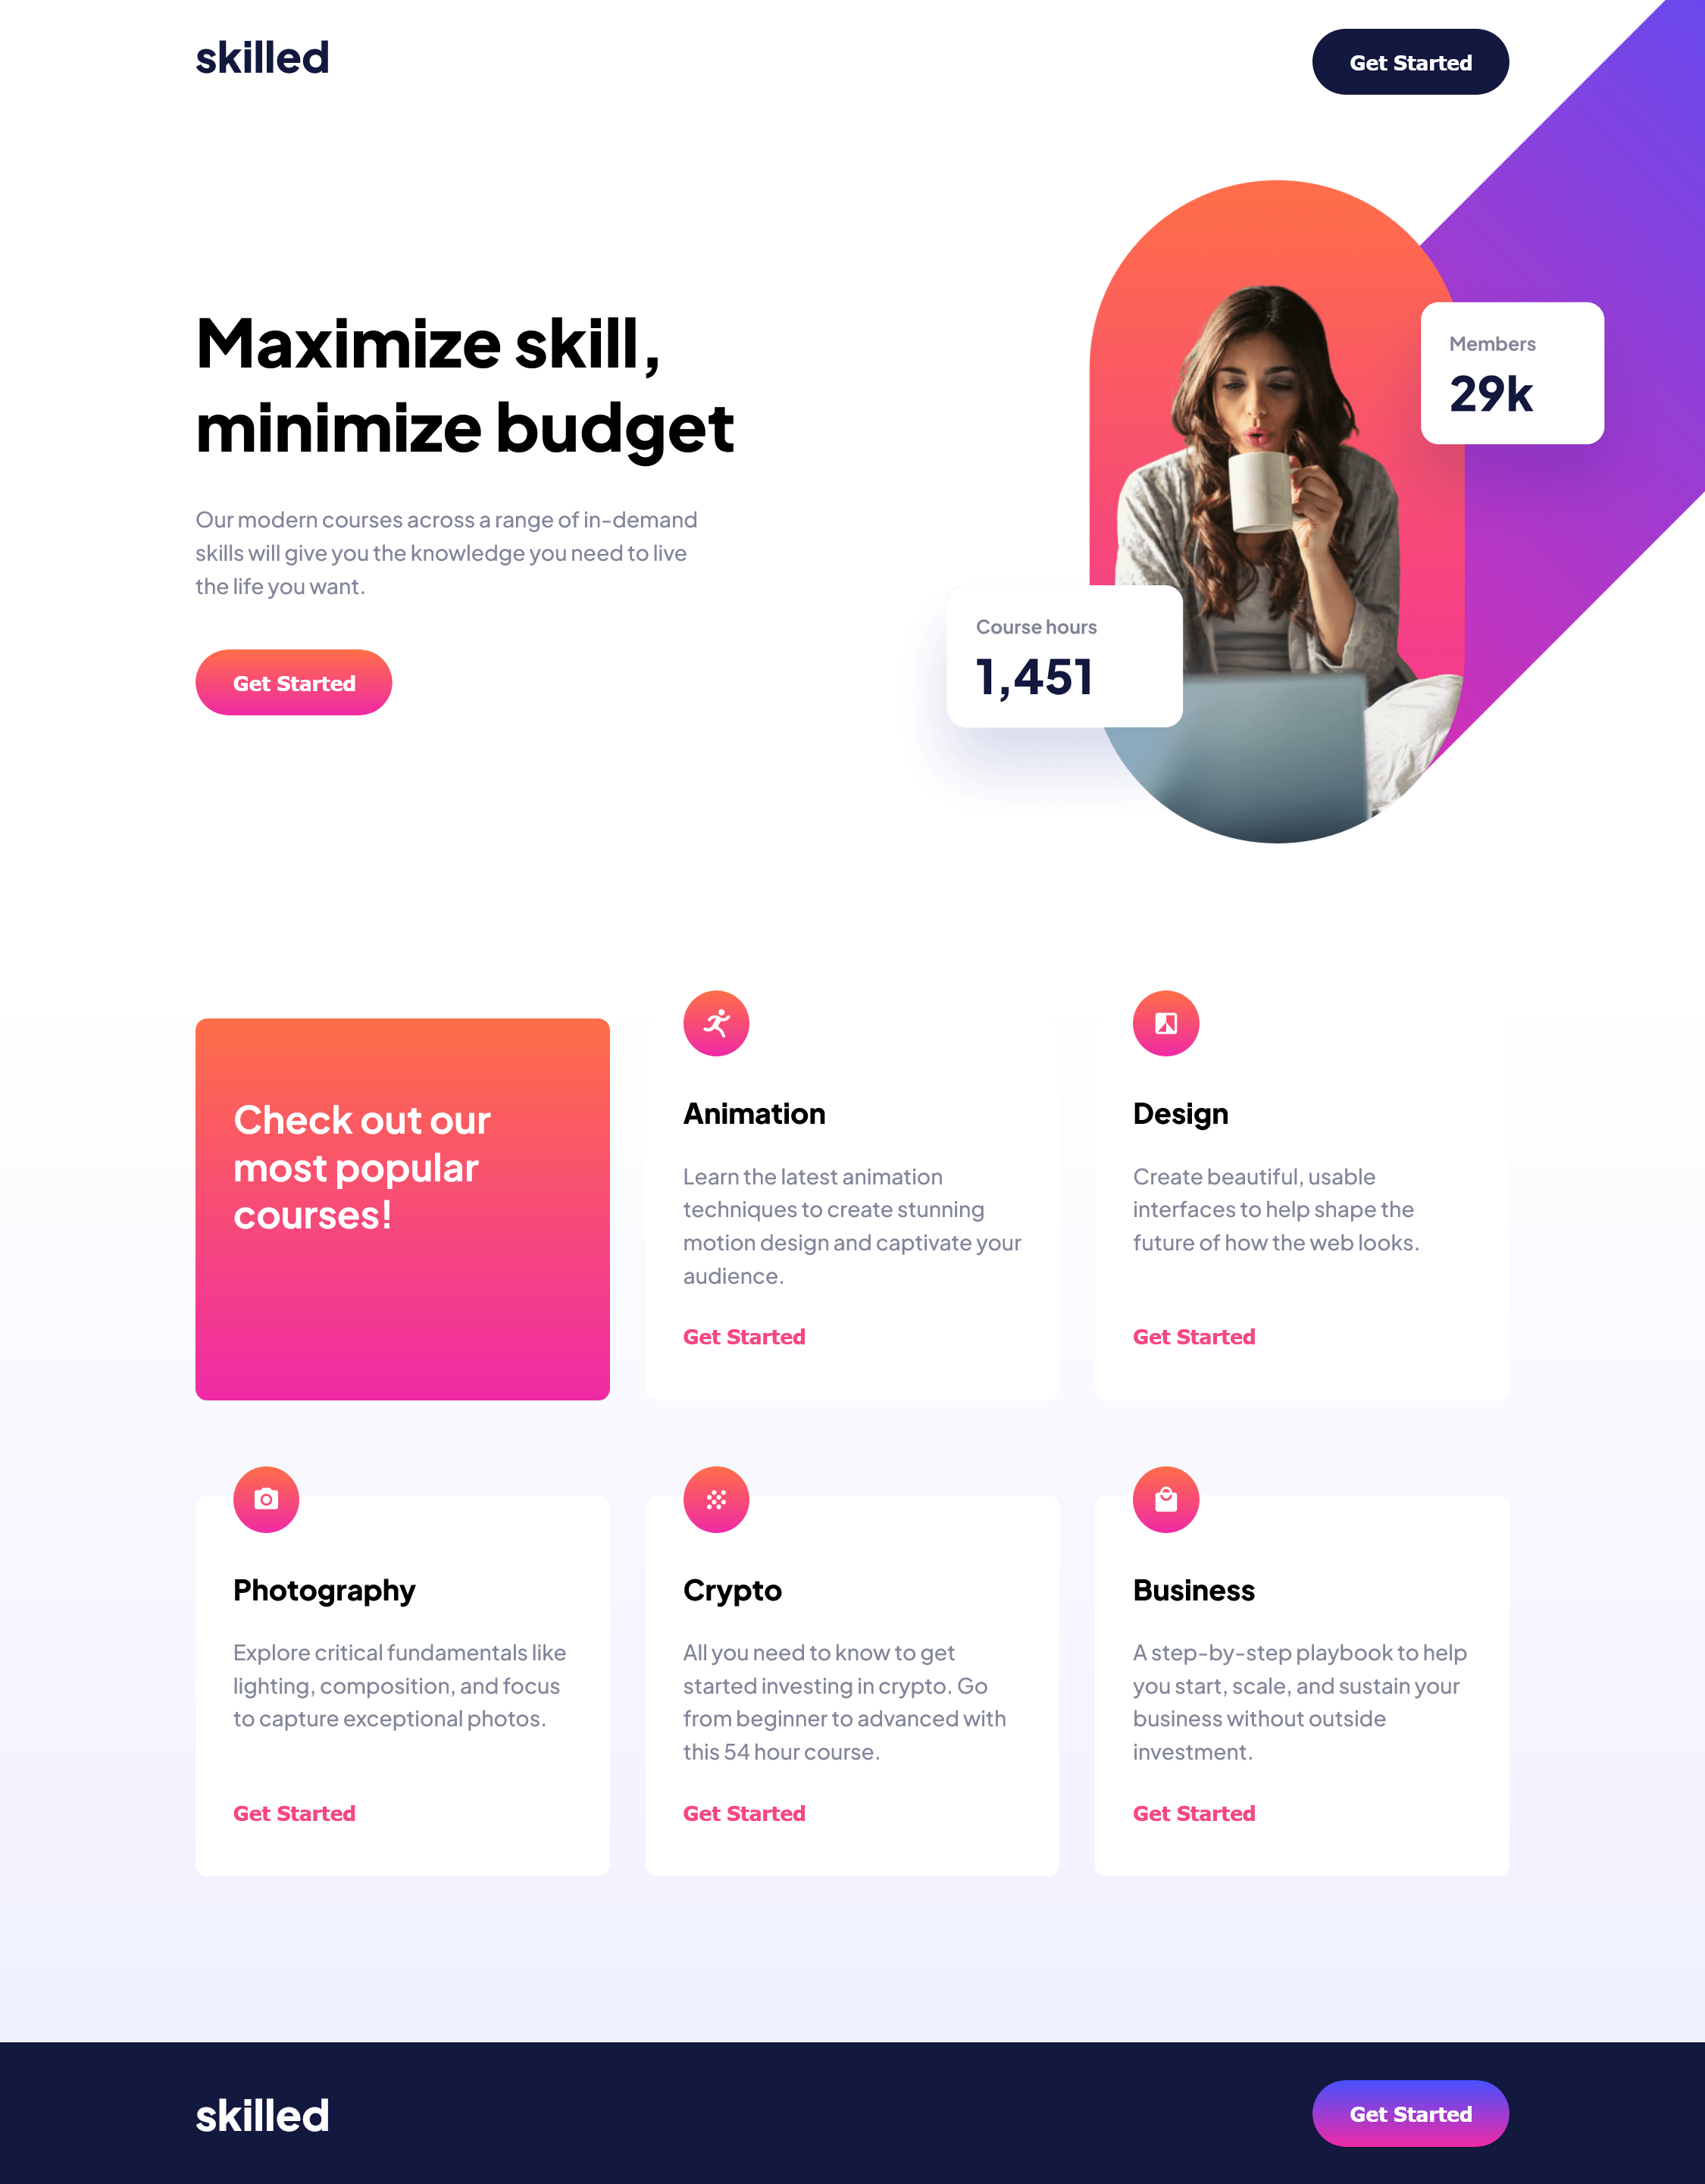 skilled
Get Started
Maximize skill,
minimize budget
Our modern courses across a range of in-demand
skills will give you the knowledge you need to live
the life you want.
Get Started
Members
29k
Course hours
1,451
Check out our
most popular
courses!
Animation
Learn the latest animation
techniques to create stunning
motion design and captivate your
audience.
Get Started
Design
Create beautiful, usable
interfaces to help shape the
future of how the web looks.
Get Started
Photography
Explore critical fundamentals like
lighting, composition, and focus
to capture exceptional photos.
Get Started
Crypto
All you need to know to get
started investing in crypto. Go
from beginner to advanced with
this 54 hour course.
Get Started
Business
A step-by-step playbook to help
you start, scale, and sustain your
business without outside
investment.
Get Started
skilled
Get Started